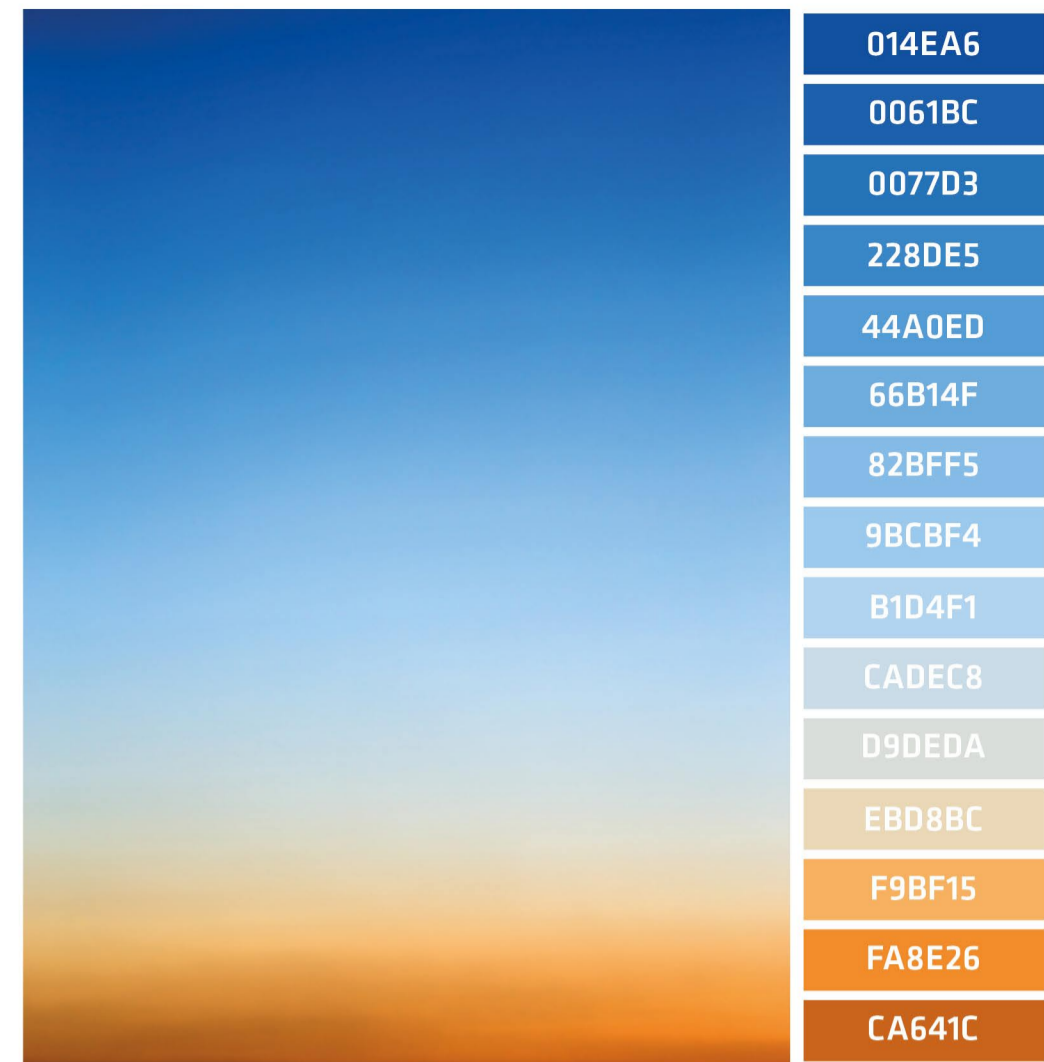 014EA6
0061BC
0077D3
228DE5
44A0ED
66B14F
82BFF5
9BCBF4
B1D4F1
CADEC8
D9DEDA
EBD8BC
F9BF15
FA8E26
CA641C